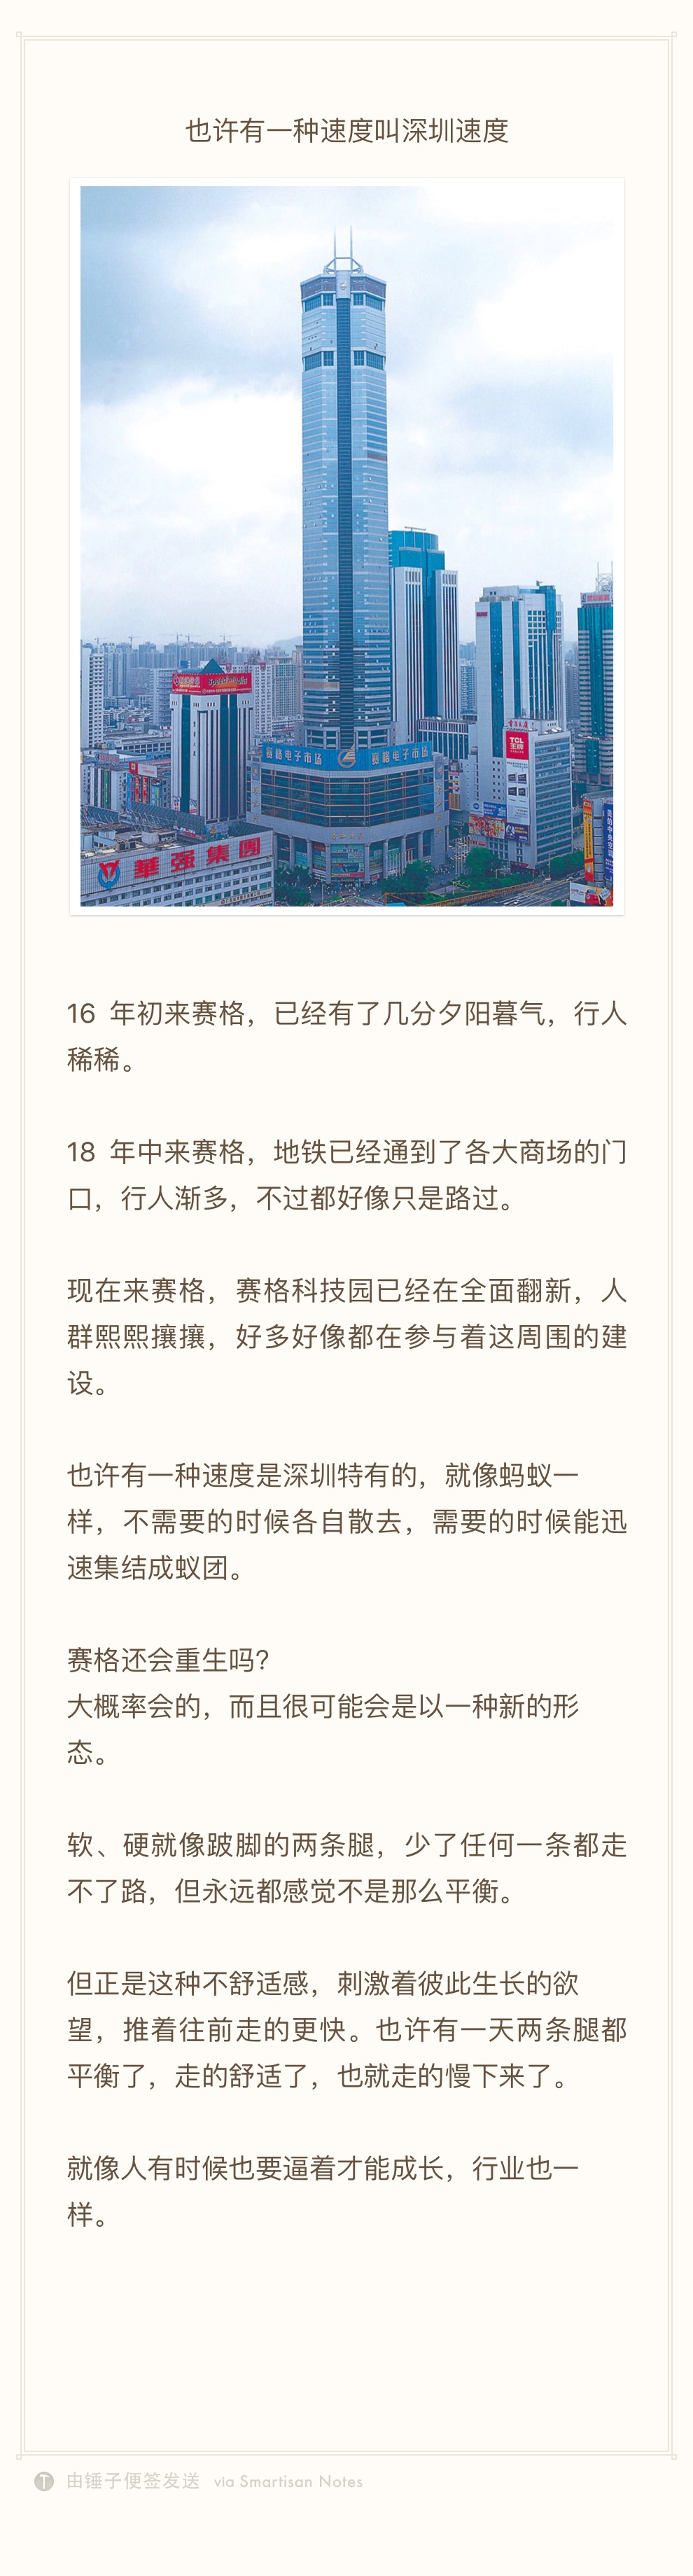 也许有一种速度叫深圳速度
赛格电子市场
赛格电子市场
TCL
王牌
華强集團
16 年初来赛格，已经有了几分夕阳暮气，行人
稀稀。
18 年中来赛格，地铁已经通到了各大商场的门
口，行人渐多，不过都好像只是路过。
现在来赛格，赛格科技园已经在全面翻新，人
群熙熙攘攘，好多好像都在参与着这周围的建
设。
也许有一种速度是深圳特有的，就像蚂蚁一
样，不需要的时候各自散去，需要的时候能迅
速集结成蚁团。
赛格还会重生吗？
大概率会的，而且很可能会是以一种新的形
态。
软、硬就像跛脚的两条腿，少了任何一条都走
不了路，但永远都感觉不是那么平衡。
但正是这种不舒适感，刺激着彼此生长的欲
望，推着往前走的更快。也许有一天两条腿都
平衡了，走的舒适了，也就走的慢下来了。
就像人有时候也要逼着才能成长，行业也一
样。
由锤子便签发送 via Smartisan Notes